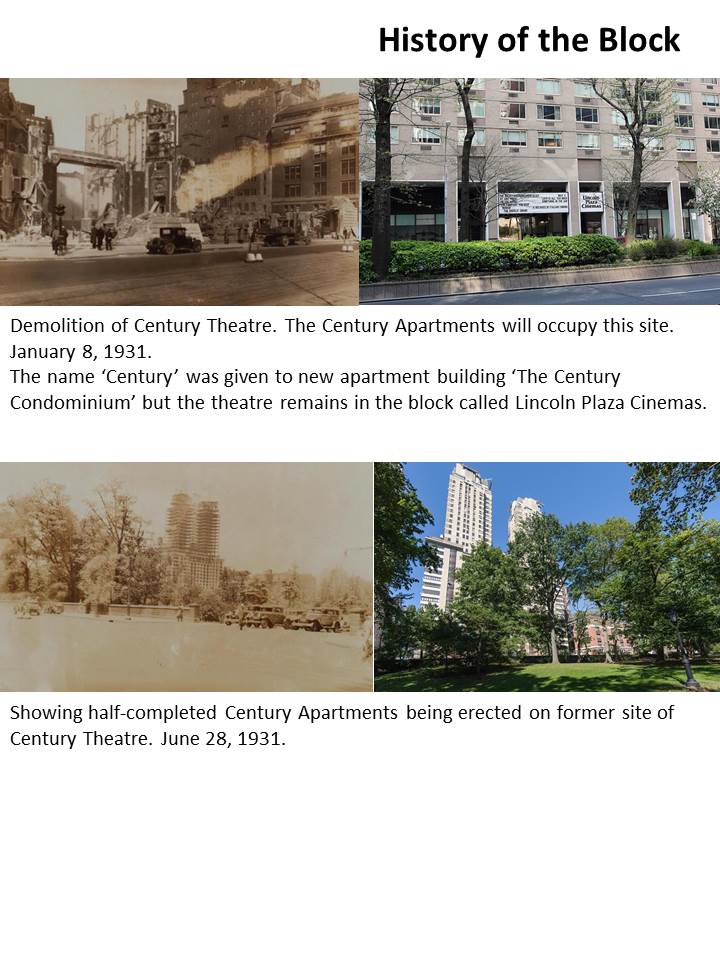 History of the Block
Lincoln
Plaza
Cinemas
Demolition of Century Theatre. The Century Apartments will occupy this site.
January 8, 1931.
The name ‘Century’ was given to new apartment building ‘The Century
Condominium’ but the theatre remains in the block called Lincoln Plaza Cinemas.
Showing half-completed Century Apartments being erected on former site of
Century Theatre. June 28, 1931.